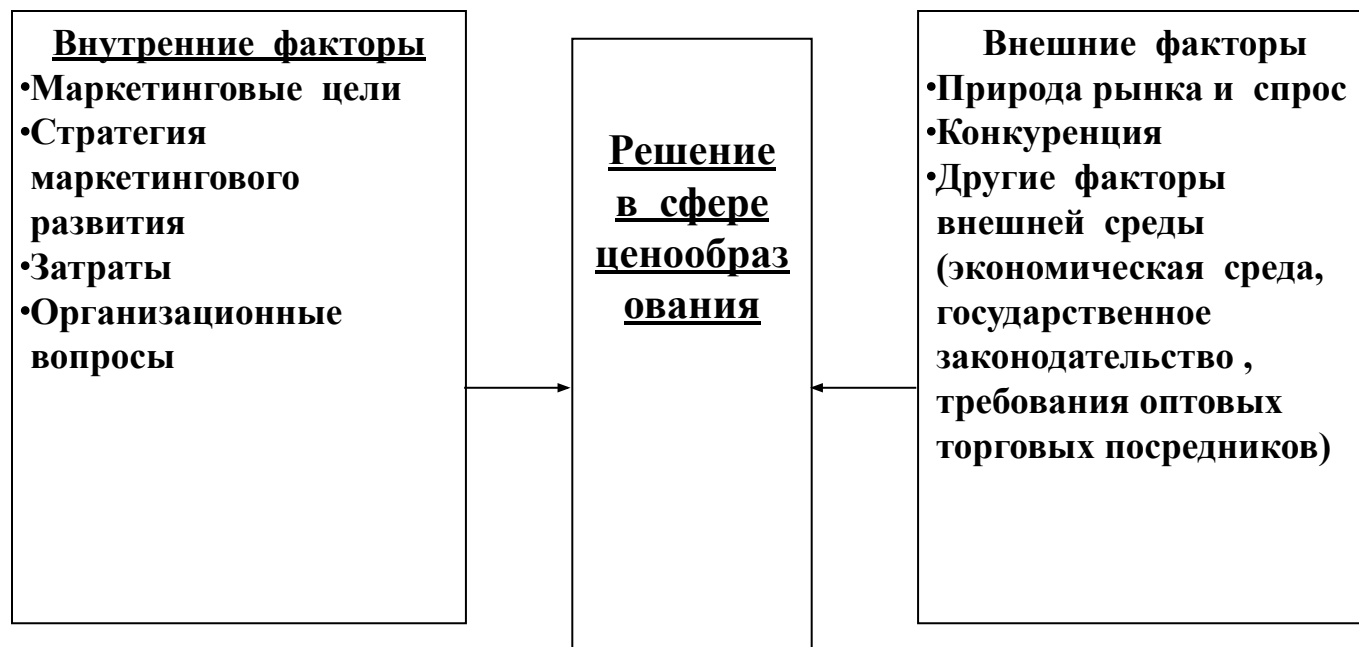 Внутренние факторы
•Маркетинговые цели
•Стратегия
маркетингового
развития
•Затраты
•Организационные
вопросы
Решение
в сфере
ценообраз
ования
Внешние факторы
•Природа рынка и спрос
•Конкуренция
•Другие факторы
внешней среды
(экономическая среда,
государственное
законодательство ,
требования оптовых
торговых посредников)